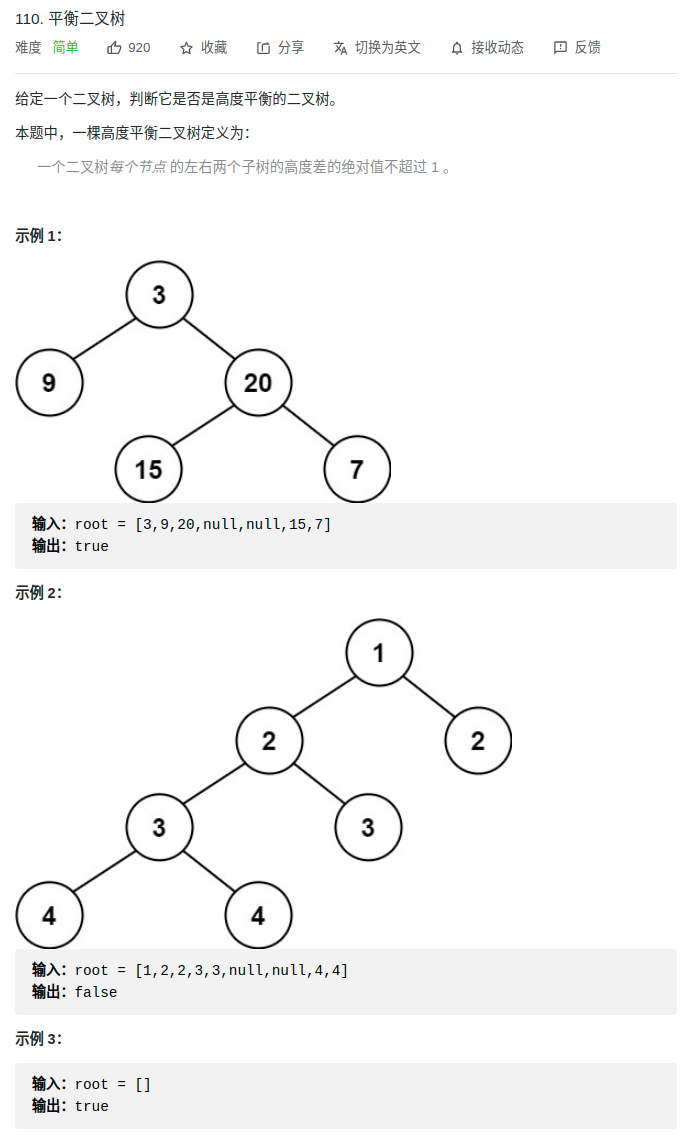 110. 平衡二叉树
难度 简单 920 收藏 分享 切换为英文 接收动态 反馈
给定一个二叉树，判断它是否是高度平衡的二叉树。
本题中，一棵高度平衡二叉树定义为：
一个二叉树每个节点 的左右两个子树的高度差的绝对值不超过 1 。
示例 1：
3
9 20
15 7
输入：root = [3,9,20,null,null,15,7]
输出：true
示例 2：
1
2 2
3 3
4 4
输入：root = [1,2,2,3,3,null,null,4,4]
输出：false
示例 3：
输入：root = []
输出：true